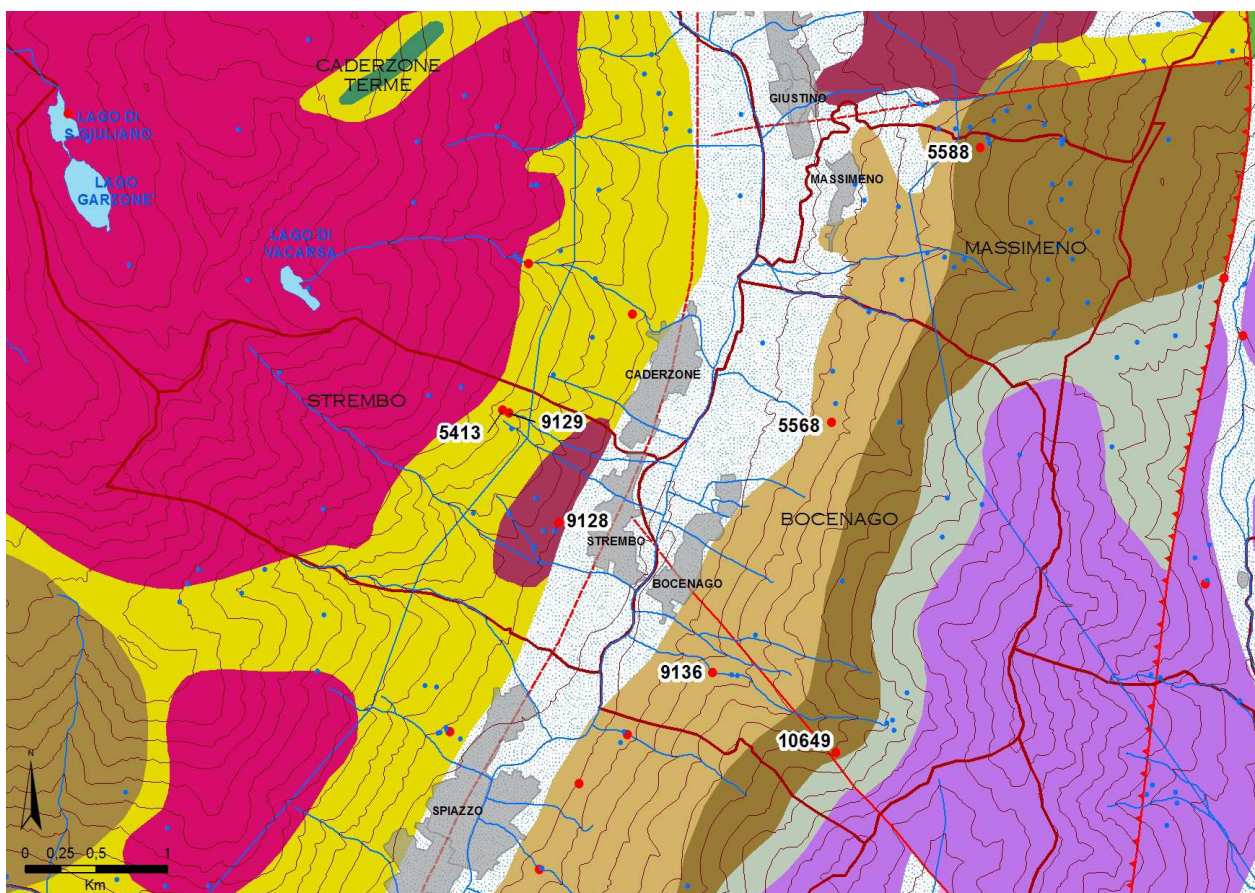 CADERZONE
TERME
GIUSTINO
LAGO DI
S.GIULIANO
5588
LAGO
GARZONE'
MASSIMENO
LAGO DI
VACARSA
MASSIMENO
CADERZONE
STREMBO
5413
9129
5568
9128
STREMBO
BOCENAGO
BOCENAGO
9136
10649
SPIAZZO
N
0 0,25 0,5 1
Km